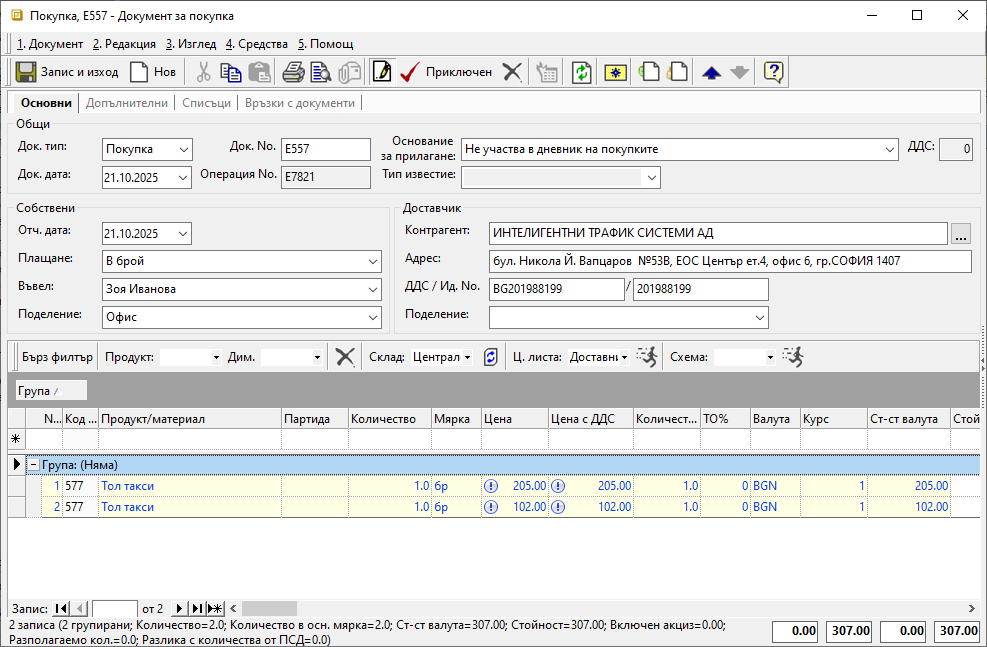 Покупка, E557 - Документ за покупка
1. Документ 2. Редакция 3. Изглед 4. Средства 5. Помощ
Запис и изход Нов Приключен
Основни Допълнителни Списъци Връзки с документи
Общи
Док. тип: Покупка Док. No. E557 Основание за прилагане: Не участва в дневник на покупките ДДС: 0
Док. дата: 21.10.2025 Операция No. E7821 Тип известие:
Собствени
Отч. дата: 21.10.2025
Плащане: В брой
Въвел: Зоя Иванова
Поделение: Офис
Доставчик
Контрагент: ИНТЕЛИГЕНТНИ ТРАФИК СИСТЕМИ АД ...
Адрес: бул. Никола Й. Вапцаров №53В, ЕОС Център ет.4, офис 6, гр.СОФИЯ 1407
ДДС / Ид. No. BG201988199 / 201988199
Поделение:
Бърз филтър Продукт: Дим. Склад: Централ Ц. листа: Доставн Схема:
Група
N... Код ... Продукт/материал Партида Количество Мярка Цена Цена с ДДС Количест... ТО% Валута Курс Ст-ст валута Стой
Група: (Няма)
1 577 Тол такси 1.0 бр 205.00 205.00 1.0 0 BGN 1 205.00
2 577 Тол такси 1.0 бр 102.00 102.00 1.0 0 BGN 1 102.00
Запис: от 2
2 записа (2 групирани; Количество=2.0; Количество в осн. мярка=2.0; Ст-ст валута=307.00; Стойност=307.00; Включен акциз=0.00;
Разполагаемо кол.=0.0; Разлика с количества от ПСД=0.0)
0.00 307.00 0.00 307.00